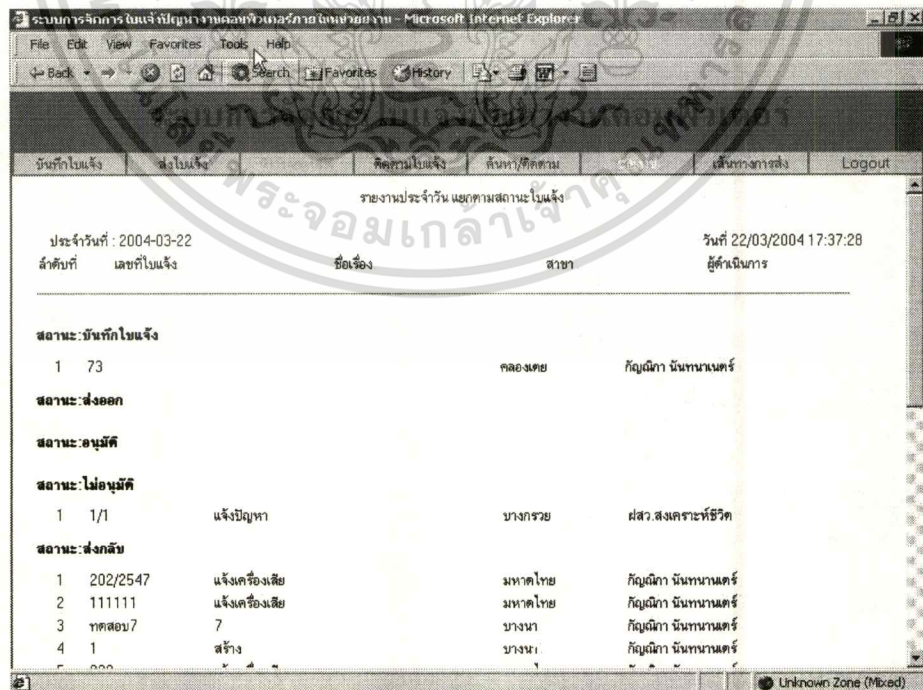 ระบบการจัดการใบแจ้งปัญหางานคอมพิวเตอร์ภายในหน่วยงาน - Microsoft Internet Explorer
File Edit View Favorites Tools Help
Back Search Favorites History
บันทึกใบแจ้ง ส่งใบแจ้ง ติดตามใบแจ้ง ค้นหา/ติดตาม เส้นทางการส่ง Logout
รายงานประจำวัน แยกตามสถานะใบแจ้ง
พระจอมเกล้าเจ้าคุณทหาร
ประจำวันที่ : 2004-03-22 วันที่ 22/03/2004 17:37:28
ลำดับที่ เลขที่ใบแจ้ง ชื่อเรื่อง สาขา ผู้ดำเนินการ
สถานะ:บันทึกใบแจ้ง
1 73 คลองเตย กัญณิกา นันทนาเนตร์
สถานะ:ส่งออก
สถานะ:อนุมัติ
สถานะ:ไม่อนุมัติ
1 1/1 แจ้งปัญหา บางกรวย ฝสว.สงเคราะห์ชีวิต
สถานะ:ส่งกลับ
1 202/2547 แจ้งเครื่องเสีย มหาดไทย กัญณิกา นันทนาเนตร์
2 111111 แจ้งเครื่องเสีย มหาดไทย กัญณิกา นันทนาเนตร์
3 ทดสอบ7 7 บางนา กัญณิกา นันทนาเนตร์
4 1 สร้าง บางนา กัญณิกา นันทนาเนตร์
Unknown Zone (Mixed)